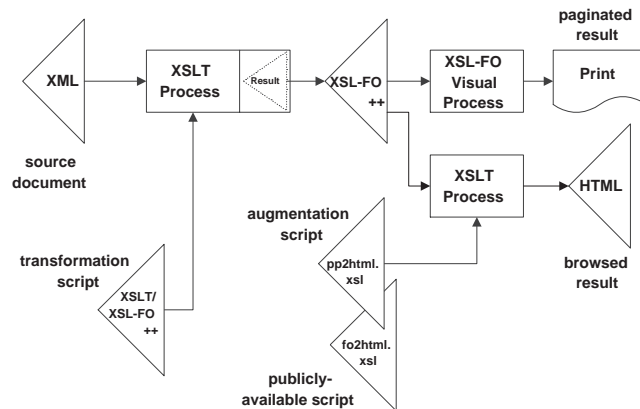 paginated
result
XML
XSLT
Process
Result
XSL-FO
++
XSL-FO
Visual
Process
Print
source
document
XSLT
Process
HTML
augmentation
script
transformation
script
pp2html.
xsl
browsed
result
XSLT/
XSL-FO
++
fo2html.
xsl
publicly-
available script